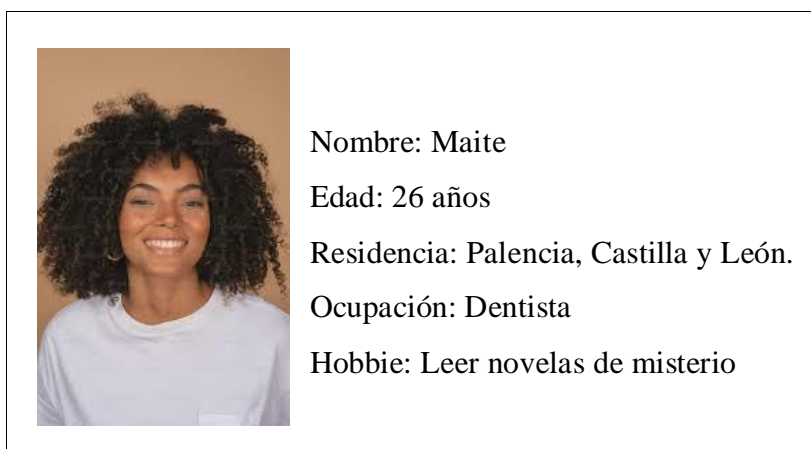 Nombre: Maite
Edad: 26 años
Residencia: Palencia, Castilla y León.
Ocupación: Dentista
Hobbie: Leer novelas de misterio